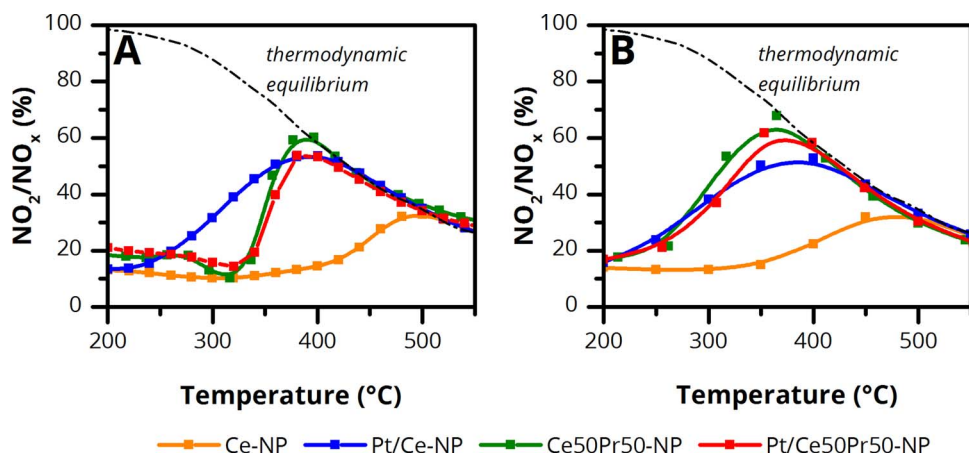 A
B
thermodynamic
equilibrium
thermodynamic
equilibrium
NO₂/NOₓ (%)
NO₂/NOₓ (%)
100
80
60
40
20
0
100
80
60
40
20
0
200 300 400 500
200 300 400 500
Temperature (°C)
Temperature (°C)
Ce-NP Pt/Ce-NP Ce50Pr50-NP Pt/Ce50Pr50-NP